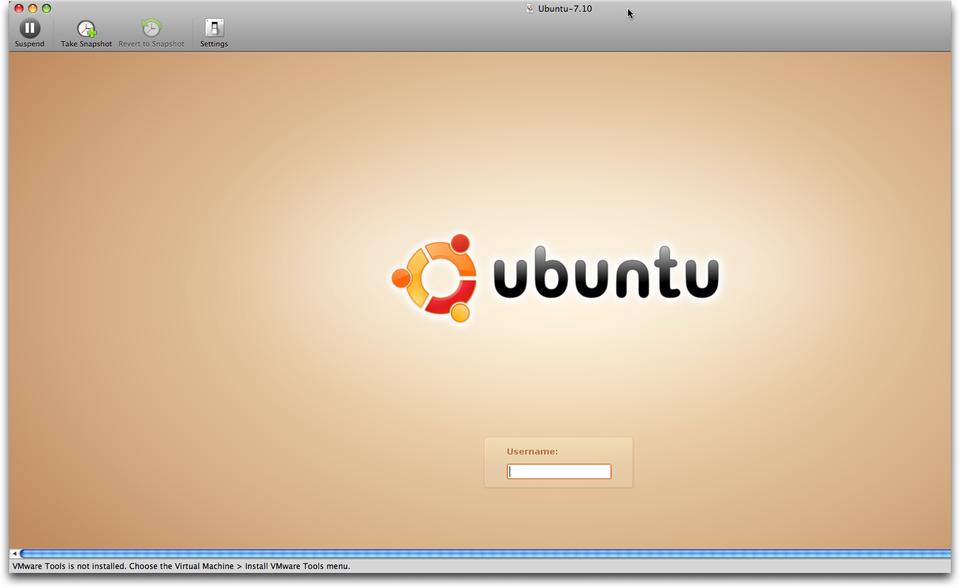 Ubuntu-7.10
Suspend
Take Snapshot
Revert to Snapshot
Settings
ubuntu
Username:
VMware Tools is not installed. Choose the Virtual Machine > Install VMware Tools menu.